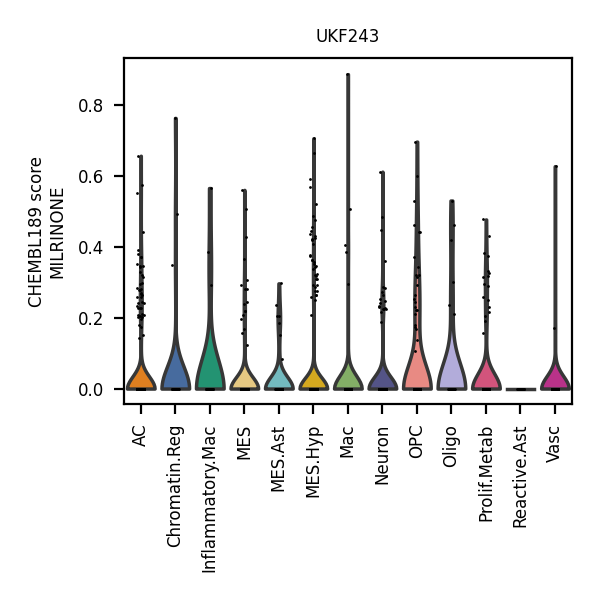 UKF243
CHEMBL189 score
MILRINONE
0.8
0.6
0.4
0.2
0.0
AC
Chromatin.Reg
Inflammatory.Mac
MES
MES.Ast
MES.Hyp
Mac
Neuron
OPC
Oligo
Prolif.Metab
Reactive.Ast
Vasc